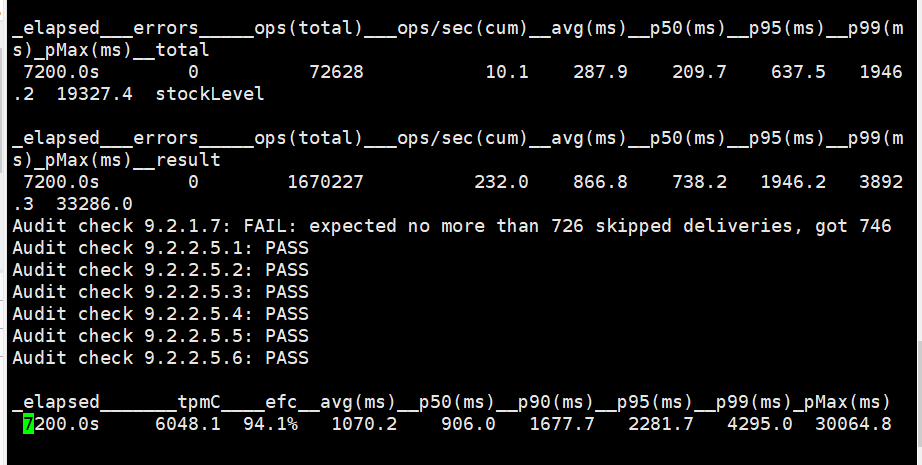 _elapsed___errors_____ops(total)___ops/sec(cum)__avg(ms)__p50(ms)__p95(ms)__p99(m
s)_pMax(ms)__total
 7200.0s        0          72628           10.1    287.9    209.7    637.5   1946
.2  19327.4  stockLevel

_elapsed___errors_____ops(total)___ops/sec(cum)__avg(ms)__p50(ms)__p95(ms)__p99(m
s)_pMax(ms)__result
 7200.0s        0        1670227          232.0    866.8    738.2   1946.2   3892
.3  33286.0
Audit check 9.2.1.7: FAIL: expected no more than 726 skipped deliveries, got 746
Audit check 9.2.2.5.1: PASS
Audit check 9.2.2.5.2: PASS
Audit check 9.2.2.5.3: PASS
Audit check 9.2.2.5.4: PASS
Audit check 9.2.2.5.5: PASS
Audit check 9.2.2.5.6: PASS

_elapsed_______tpmC____efc__avg(ms)__p50(ms)__p90(ms)__p95(ms)__p99(ms)_pMax(ms)
 7200.0s     6048.1  94.1%   1070.2    906.0   1677.7   2281.7   4295.0  30064.8